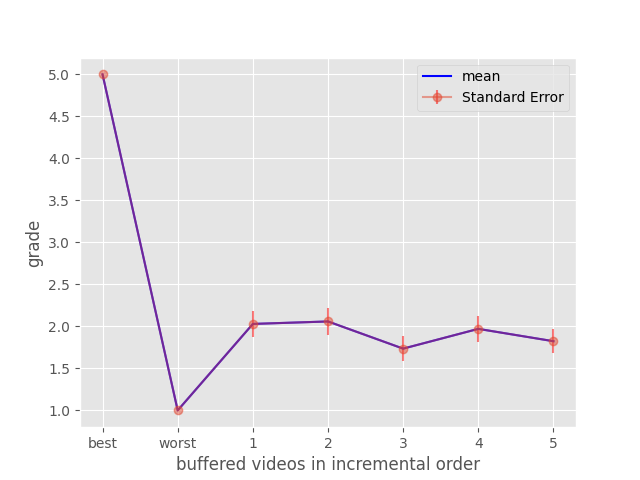 mean
Standard Error
5.0
4.5
4.0
3.5
3.0
2.5
2.0
1.5
1.0
grade
best worst 1 2 3 4 5
buffered videos in incremental order